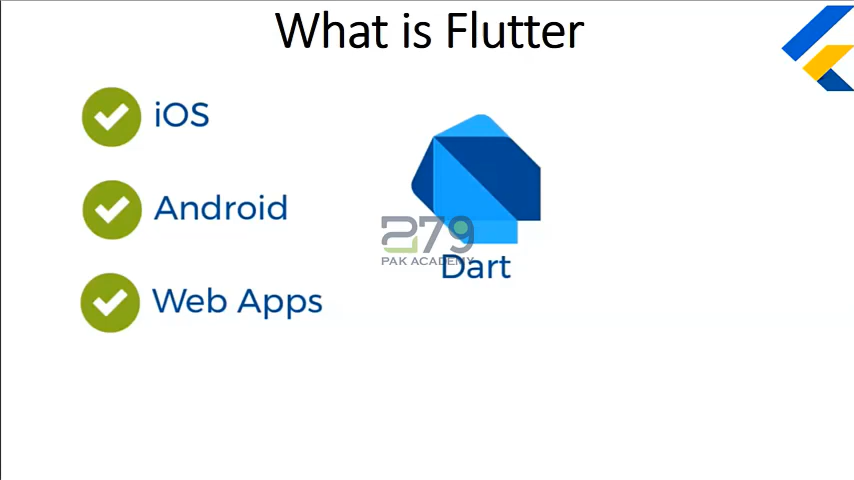 What is Flutter
iOS
Android
Web Apps
279
PAK ACADEMY
Dart